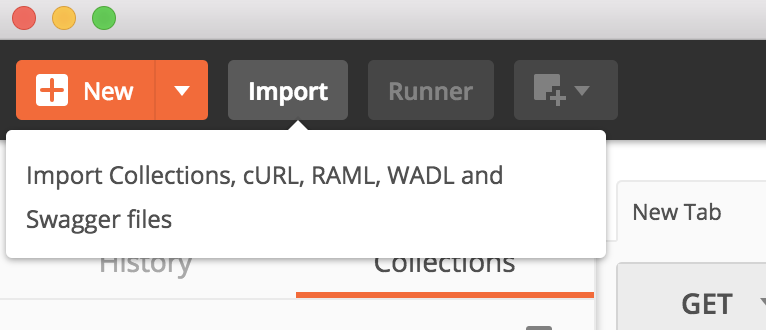 New
Import
Runner
Import Collections, cURL, RAML, WADL and
Swagger files
New Tab
History
Collections
GET